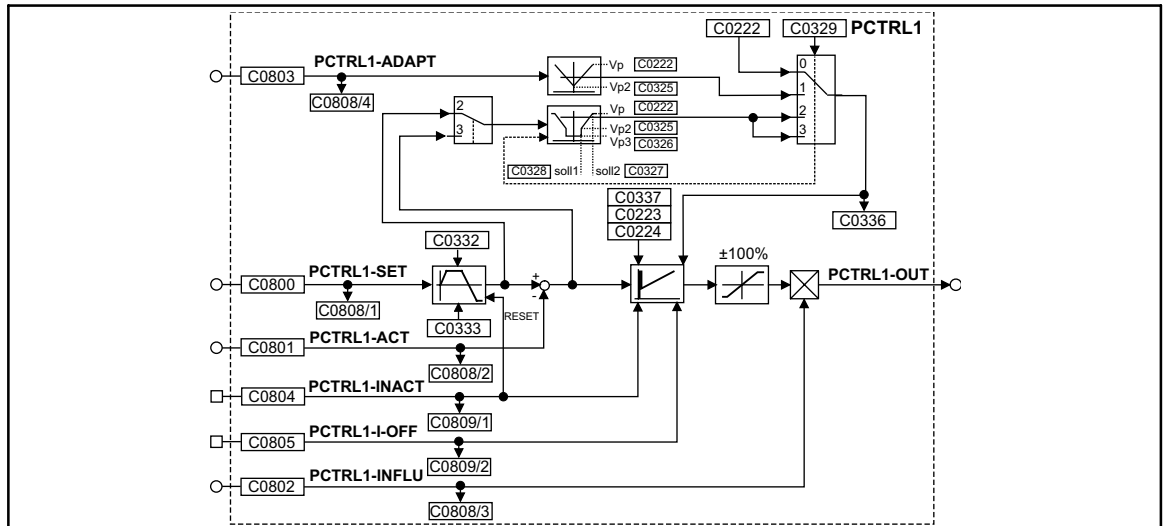 C0222 C0329 PCTRL1
PCTRL1-ADAPT
C0803
C0808/4
Vp C0222
Vp2 C0325
0
1
2
3
2
3
Vp C0222
Vp2 C0325
Vp3 C0326
C0328 soll1 soll2 C0327
C0337
C0223
C0224
C0336
C0332
±100%
PCTRL1-SET
C0800
C0808/1
+
-
RESET
C0333
PCTRL1-OUT
PCTRL1-ACT
C0801
C0808/2
PCTRL1-INACT
C0804
C0809/1
PCTRL1-I-OFF
C0805
C0809/2
PCTRL1-INFLU
C0802
C0808/3